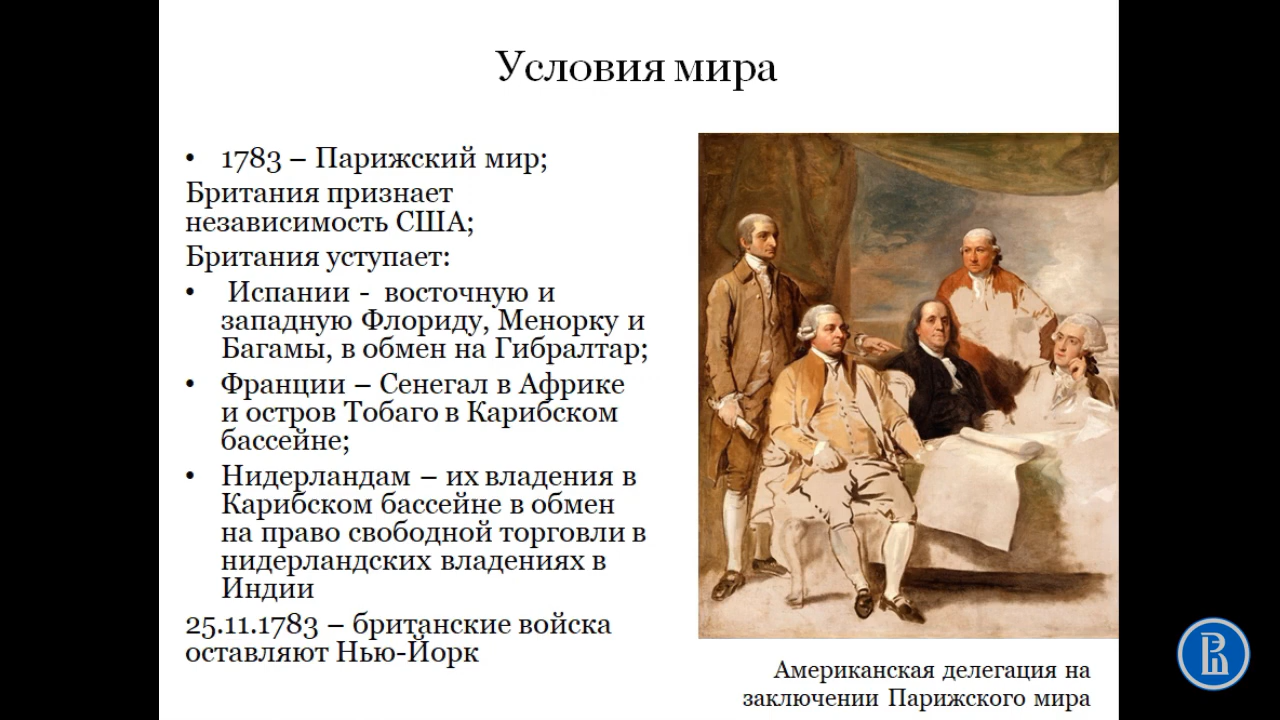 Условия мира
• 1783 – Парижский мир;
Британия признает
независимость США;
Британия уступает:
• Испании - восточную и
западную Флориду, Менорку и
Багамы, в обмен на Гибралтар;
• Франции – Сенегал в Африке
и остров Тобаго в Карибском
бассейне;
• Нидерландам – их владения в
Карибском бассейне в обмен
на право свободной торговли в
нидерландских владениях в
Индии
25.11.1783 – британские войска
оставляют Нью-Йорк
Американская делегация на
заключении Парижского мира